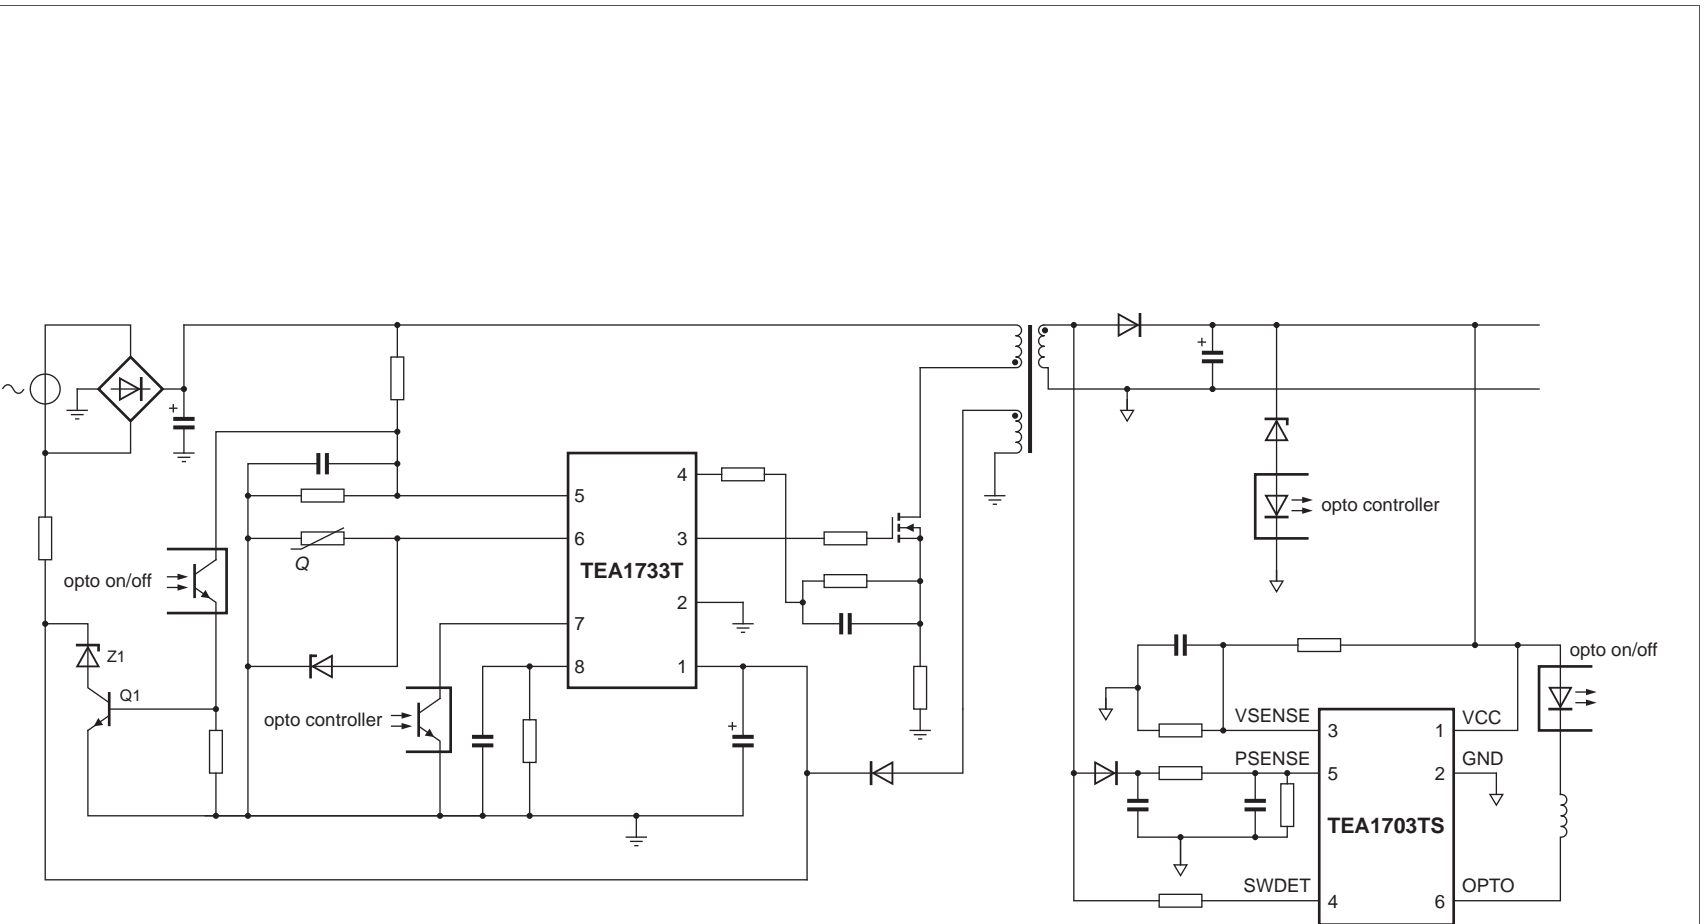 4
5
opto controller
6
3
Q
TEA1733T
opto on/off
2
7
opto on/off
Z1
8
1
Q1
opto controller
+
+
+
VSENSE
3
1
VCC
PSENSE
5
2
GND
TEA1703TS
SWDET
4
6
OPTO